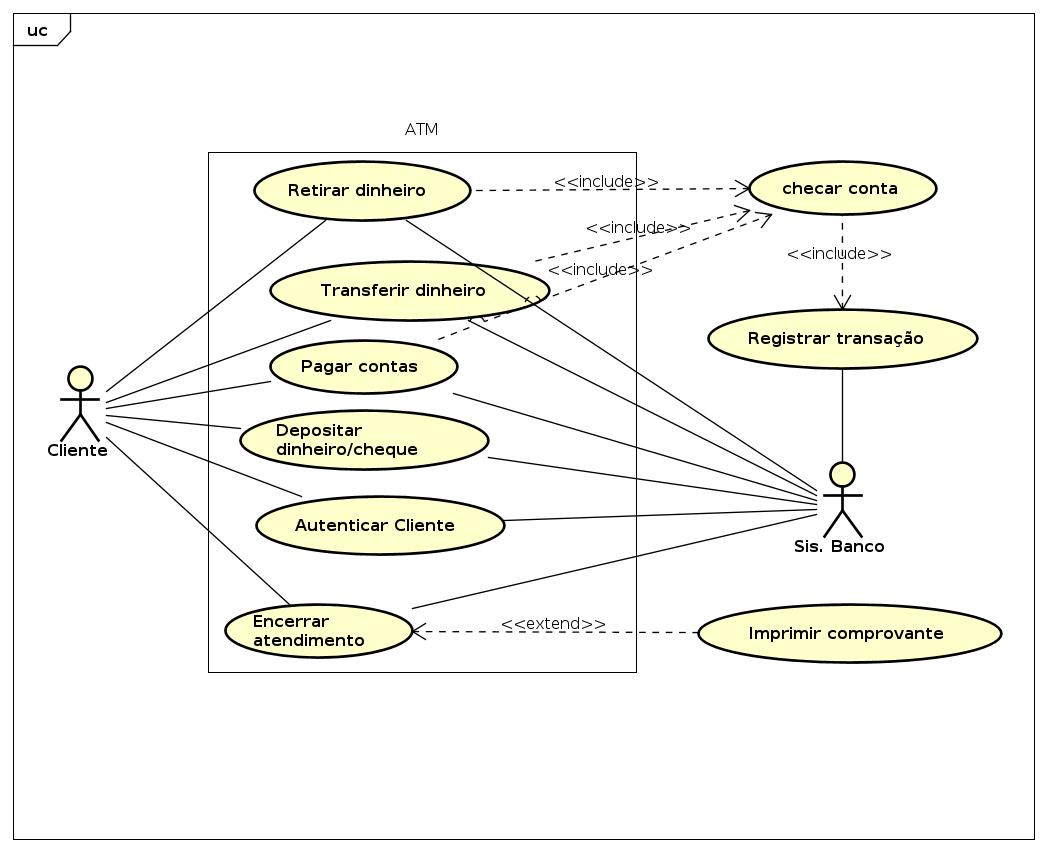 uc
ATM
Retirar dinheiro
<<include>>
checar conta
<<include>>
<<include>>
<<include>>
Transferir dinheiro
Registrar transação
Pagar contas
Cliente
Depositar
dinheiro/cheque
Autenticar Cliente
Sis. Banco
Encerrar
atendimento
<<extend>>
Imprimir comprovante